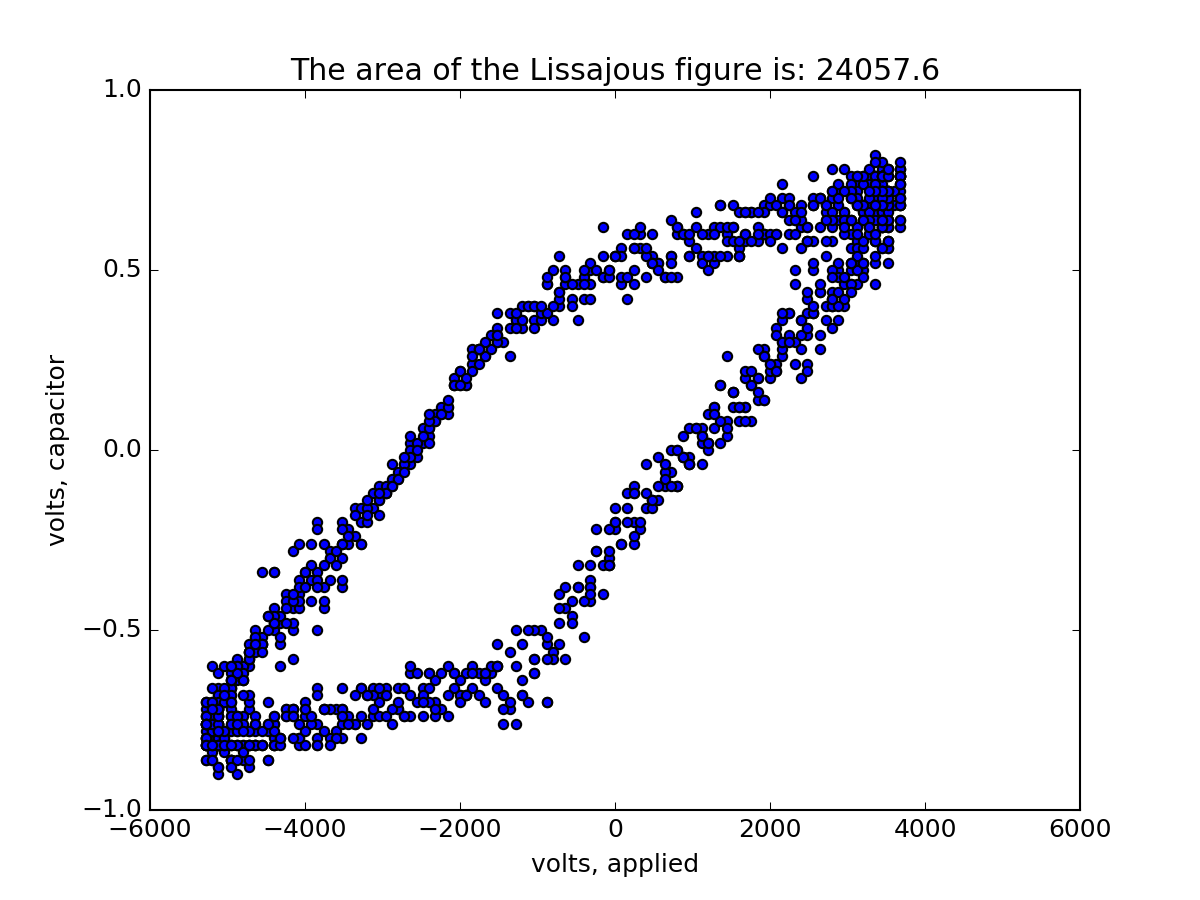 The area of the Lissajous figure is: 24057.6
1.0
0.5
0.0
−0.5
−1.0
volts, capacitor
−6000 −4000 −2000 0 2000 4000 6000
volts, applied